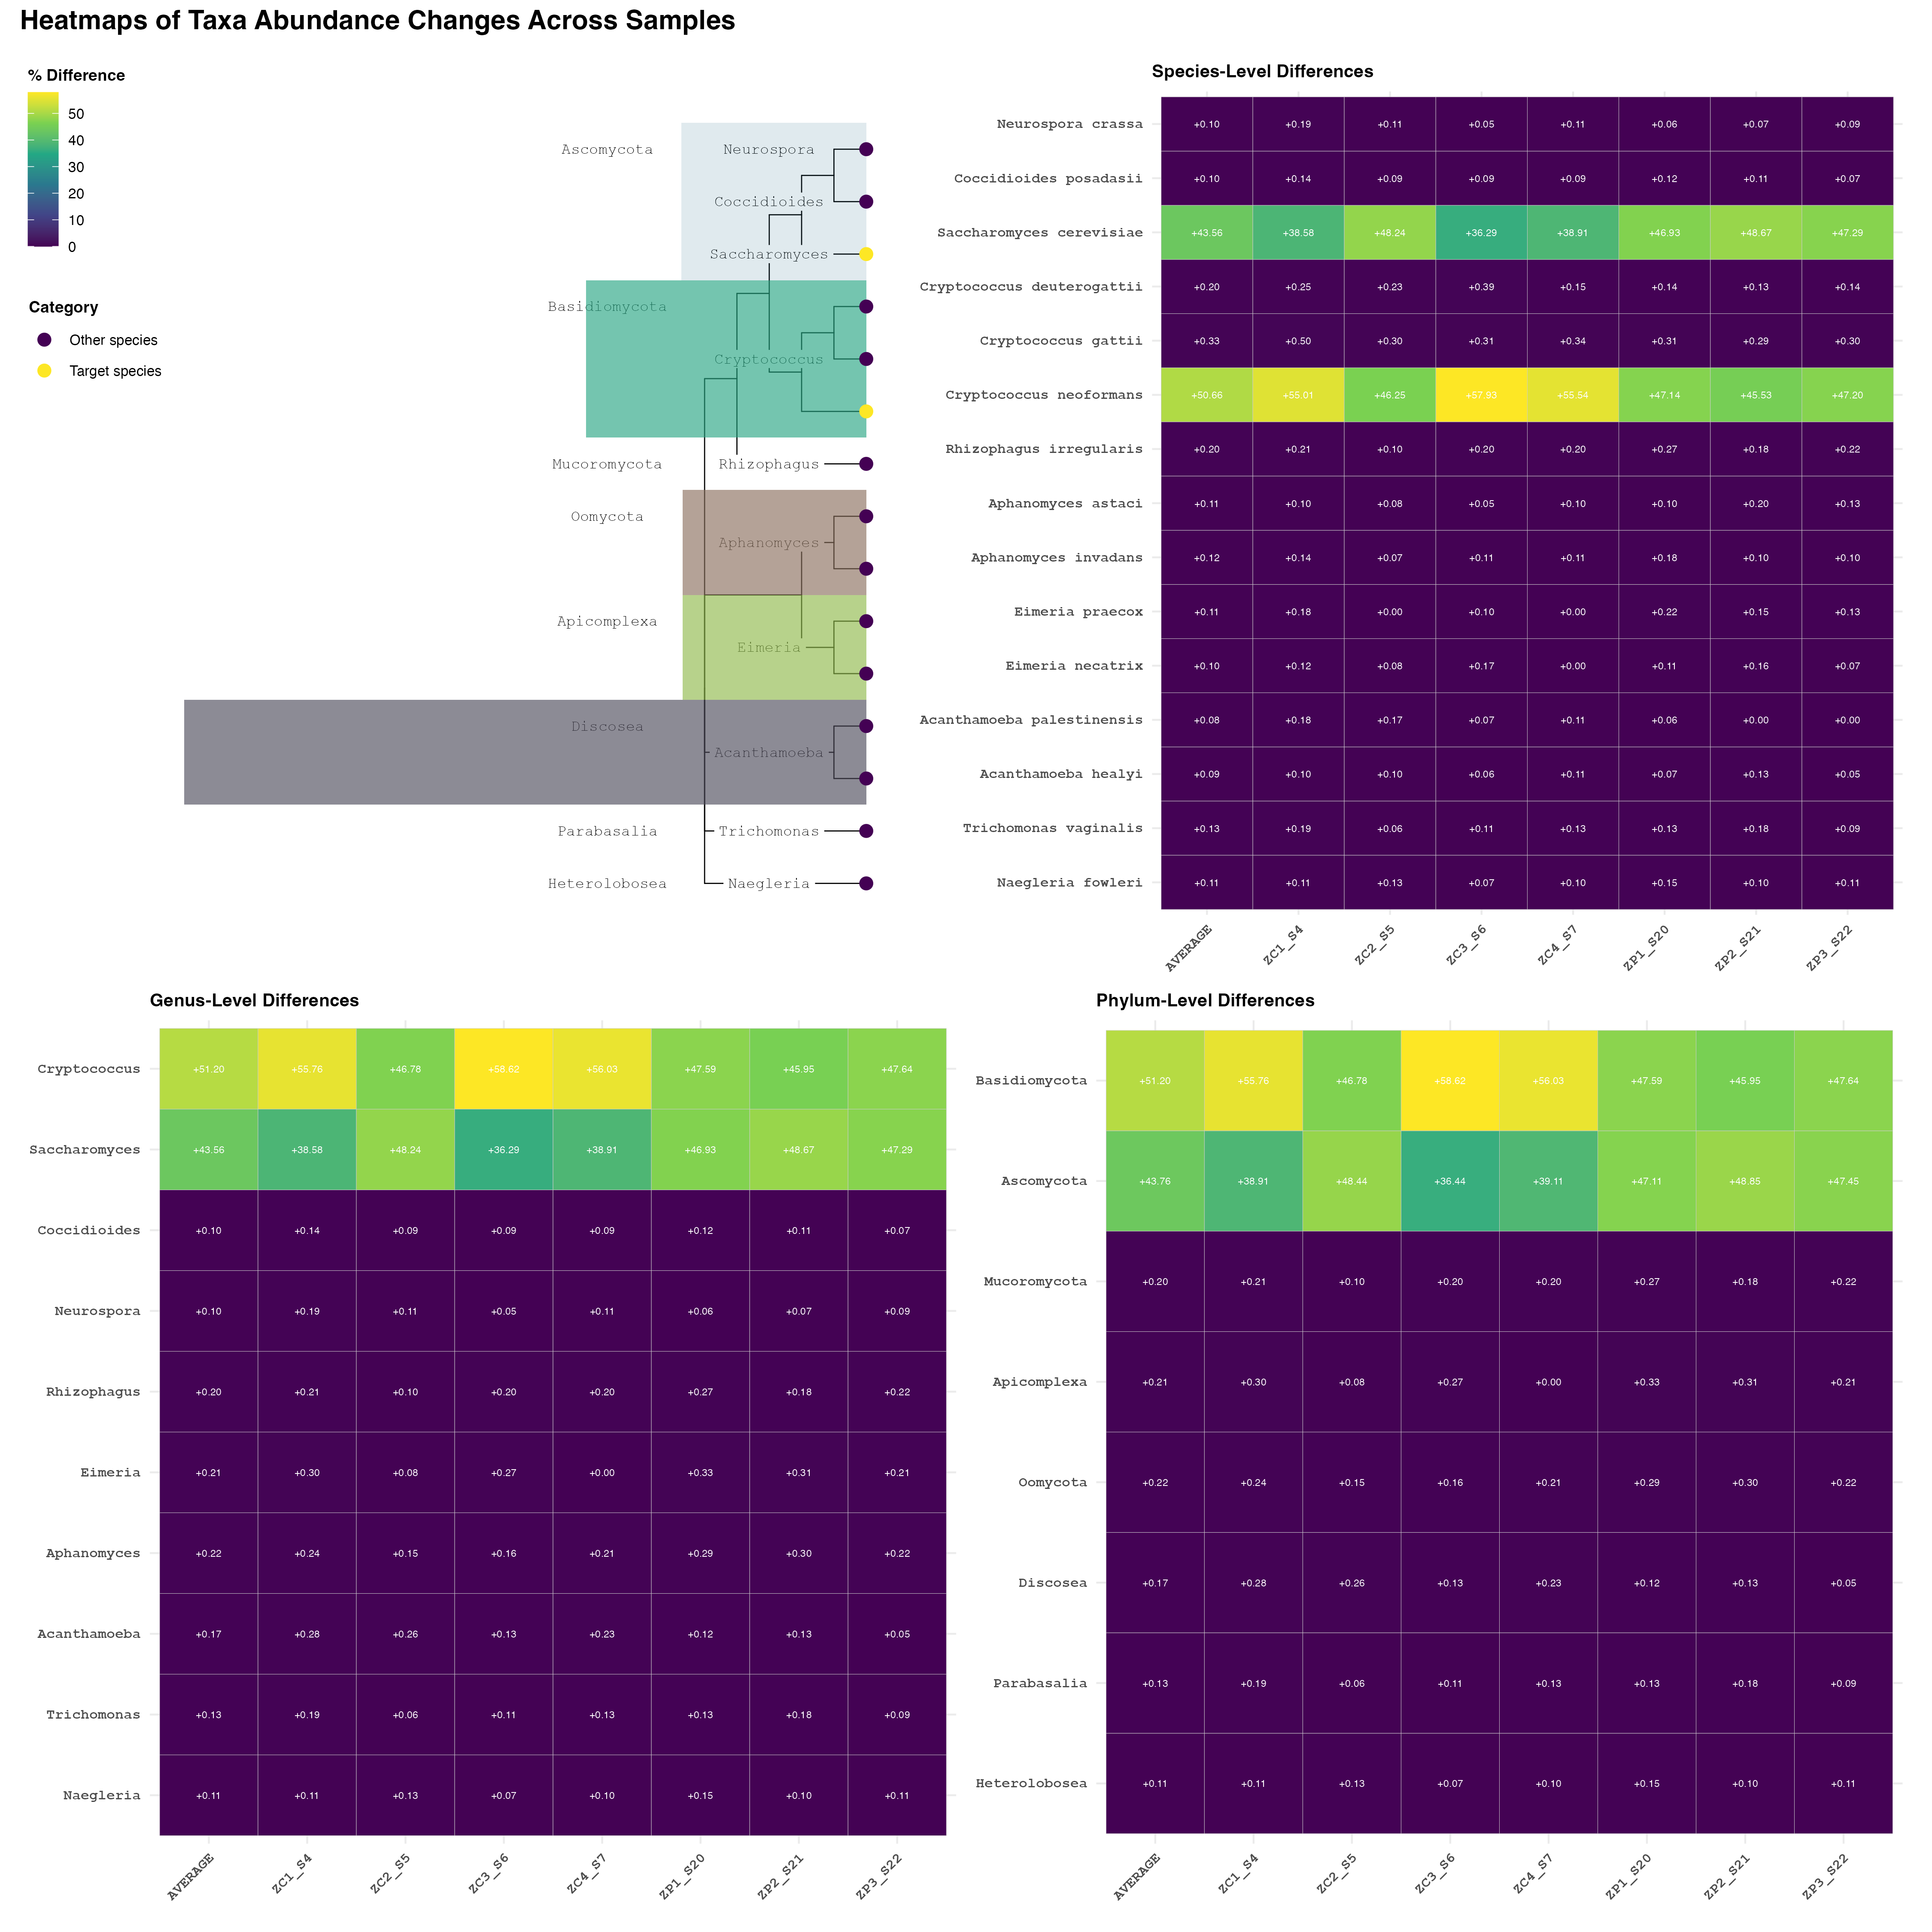 Heatmaps of Taxa Abundance Changes Across Samples
% Difference
50
40
30
20
10
0
Category
Other species
Target species
Ascomycota
Neurospora
Coccidioides
Saccharomyces
Basidiomycota
Cryptococcus
Mucoromycota
Rhizophagus
Oomycota
Aphanomyces
Apicomplexa
Eimeria
Discosea
Acanthamoeba
Parabasalia
Trichomonas
Heterolobosea
Naegleria
Species-Level Differences
Neurospora crassa +0.10 +0.19 +0.11 +0.05 +0.11 +0.06 +0.07 +0.09
Coccidioides posadasii +0.10 +0.14 +0.09 +0.09 +0.09 +0.12 +0.11 +0.07
Saccharomyces cerevisiae +43.56 +38.58 +48.24 +36.29 +38.91 +46.93 +48.67 +47.29
Cryptococcus deuterogattii +0.20 +0.25 +0.23 +0.39 +0.15 +0.14 +0.13 +0.14
Cryptococcus gattii +0.33 +0.50 +0.30 +0.31 +0.34 +0.31 +0.29 +0.30
Cryptococcus neoformans +50.66 +55.01 +46.25 +57.93 +55.54 +47.14 +45.53 +47.20
Rhizophagus irregularis +0.20 +0.21 +0.10 +0.20 +0.20 +0.27 +0.18 +0.22
Aphanomyces astaci +0.11 +0.10 +0.08 +0.05 +0.10 +0.10 +0.20 +0.13
Aphanomyces invadans +0.12 +0.14 +0.07 +0.11 +0.11 +0.18 +0.10 +0.10
Eimeria praecox +0.11 +0.18 +0.00 +0.10 +0.00 +0.22 +0.15 +0.13
Eimeria necatrix +0.10 +0.12 +0.08 +0.17 +0.00 +0.11 +0.16 +0.07
Acanthamoeba palestinensis +0.08 +0.18 +0.17 +0.07 +0.11 +0.06 +0.00 +0.00
Acanthamoeba healyi +0.09 +0.10 +0.10 +0.06 +0.11 +0.07 +0.13 +0.05
Trichomonas vaginalis +0.13 +0.19 +0.06 +0.11 +0.13 +0.13 +0.18 +0.09
Naegleria fowleri +0.11 +0.11 +0.13 +0.07 +0.10 +0.15 +0.10 +0.11
AVERAGE ZC1_S4 ZC2_S5 ZC3_S6 ZC4_S7 ZP1_S20 ZP2_S21 ZP3_S22
Genus-Level Differences
Cryptococcus +51.20 +55.76 +46.78 +58.62 +56.03 +47.59 +45.95 +47.64
Saccharomyces +43.56 +38.58 +48.24 +36.29 +38.91 +46.93 +48.67 +47.29
Coccidioides +0.10 +0.14 +0.09 +0.09 +0.09 +0.12 +0.11 +0.07
Neurospora +0.10 +0.19 +0.11 +0.05 +0.11 +0.06 +0.07 +0.09
Rhizophagus +0.20 +0.21 +0.10 +0.20 +0.20 +0.27 +0.18 +0.22
Eimeria +0.21 +0.30 +0.08 +0.27 +0.00 +0.33 +0.31 +0.21
Aphanomyces +0.22 +0.24 +0.15 +0.16 +0.21 +0.29 +0.30 +0.22
Acanthamoeba +0.17 +0.28 +0.26 +0.13 +0.23 +0.12 +0.13 +0.05
Trichomonas +0.13 +0.19 +0.06 +0.11 +0.13 +0.13 +0.18 +0.09
Naegleria +0.11 +0.11 +0.13 +0.07 +0.10 +0.15 +0.10 +0.11
AVERAGE ZC1_S4 ZC2_S5 ZC3_S6 ZC4_S7 ZP1_S20 ZP2_S21 ZP3_S22
Phylum-Level Differences
Basidiomycota +51.20 +55.76 +46.78 +58.62 +56.03 +47.59 +45.95 +47.64
Ascomycota +43.76 +38.91 +48.44 +36.44 +39.11 +47.11 +48.85 +47.45
Mucoromycota +0.20 +0.21 +0.10 +0.20 +0.20 +0.27 +0.18 +0.22
Apicomplexa +0.21 +0.30 +0.08 +0.27 +0.00 +0.33 +0.31 +0.21
Oomycota +0.22 +0.24 +0.15 +0.16 +0.21 +0.29 +0.30 +0.22
Discosea +0.17 +0.28 +0.26 +0.13 +0.23 +0.12 +0.13 +0.05
Parabasalia +0.13 +0.19 +0.06 +0.11 +0.13 +0.13 +0.18 +0.09
Heterolobosea +0.11 +0.11 +0.13 +0.07 +0.10 +0.15 +0.10 +0.11
AVERAGE ZC1_S4 ZC2_S5 ZC3_S6 ZC4_S7 ZP1_S20 ZP2_S21 ZP3_S22